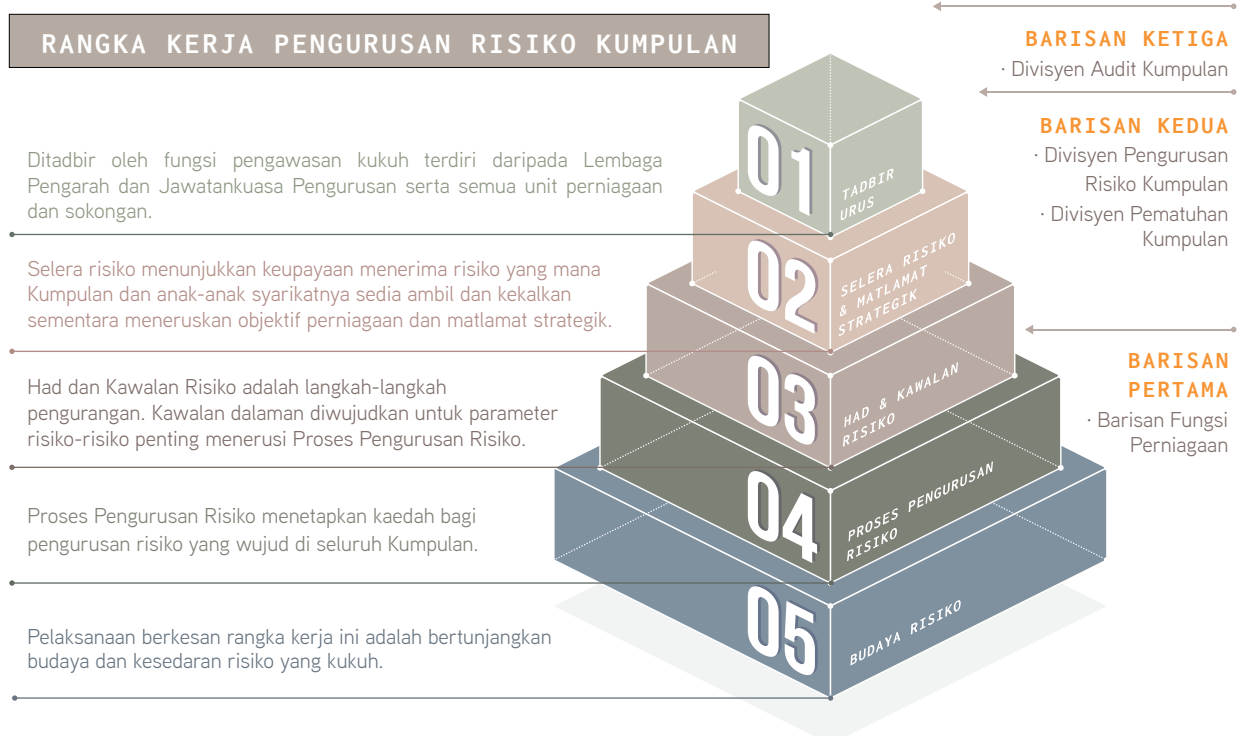 RANGKA KERJA PENGURUSAN RISIKO KUMPULAN
Ditadbir oleh fungsi pengawasan kukuh terdiri daripada Lembaga
Pengarah dan Jawatankuasa Pengurusan serta semua unit perniagaan
dan sokongan.
Selera risiko menunjukkan keupayaan menerima risiko yang mana
Kumpulan dan anak-anak syarikatnya sedia ambil dan kekalkan
sementara meneruskan objektif perniagaan dan matlamat strategik.
Had dan Kawalan Risiko adalah langkah-langkah
pengurangan. Kawalan dalaman diwujudkan untuk parameter
risiko-risiko penting menerusi Proses Pengurusan Risiko.
Proses Pengurusan Risiko menetapkan kaedah bagi
pengurusan risiko yang wujud di seluruh Kumpulan.
Pelaksanaan berkesan rangka kerja ini adalah bertunjangkan
budaya dan kesedaran risiko yang kukuh.
01
TADBIR
URUS
02
SELERA RISIKO
& MATLAMAT
STRATEGIK
03
HAD & KAWALAN
RISIKO
04
PROSES PENGURUSAN
RISIKO
05
BUDAYA RISIKO
BARISAN KETIGA
· Divisyen Audit Kumpulan
BARISAN KEDUA
· Divisyen Pengurusan
Risiko Kumpulan
· Divisyen Pematuhan
Kumpulan
BARISAN
PERTAMA
· Barisan Fungsi
Perniagaan